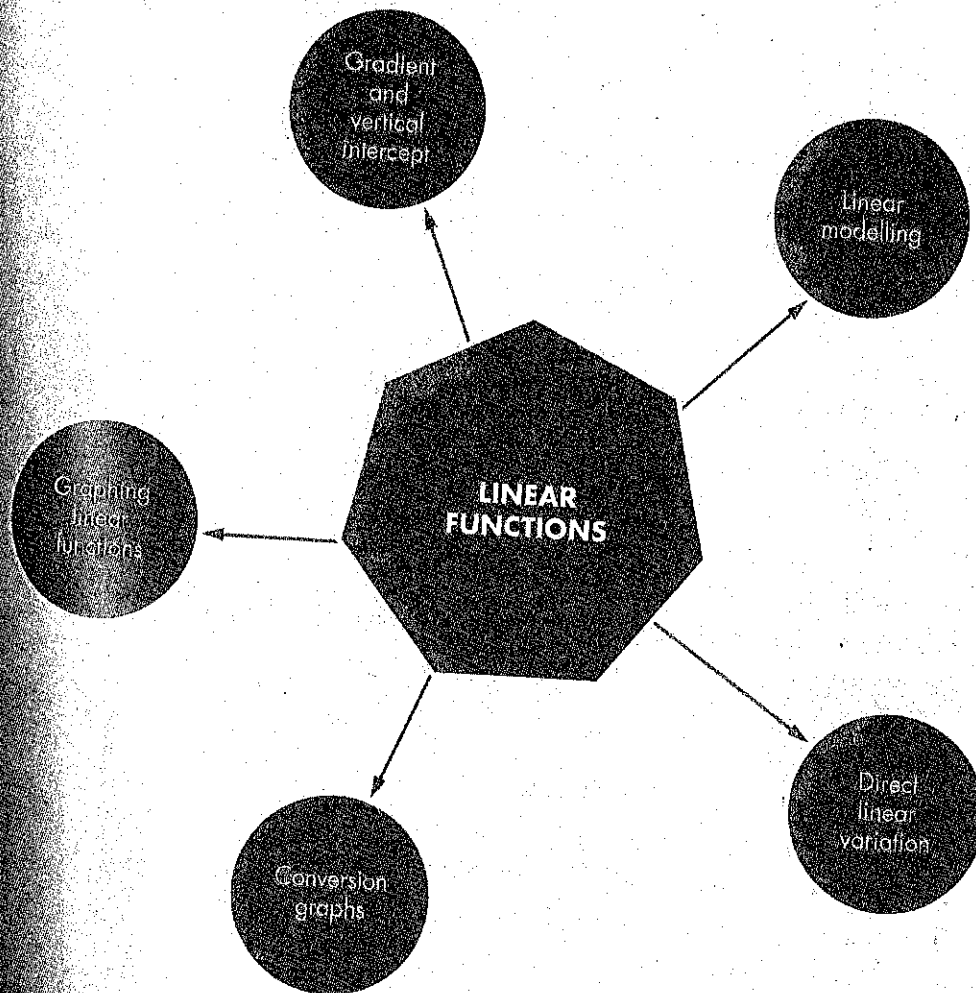 Gradient
and
vertical
intercept
Linear
modelling
LINEAR
FUNCTIONS
Graphing
linear
functions
Direct
linear
variation
Conversion
graphs